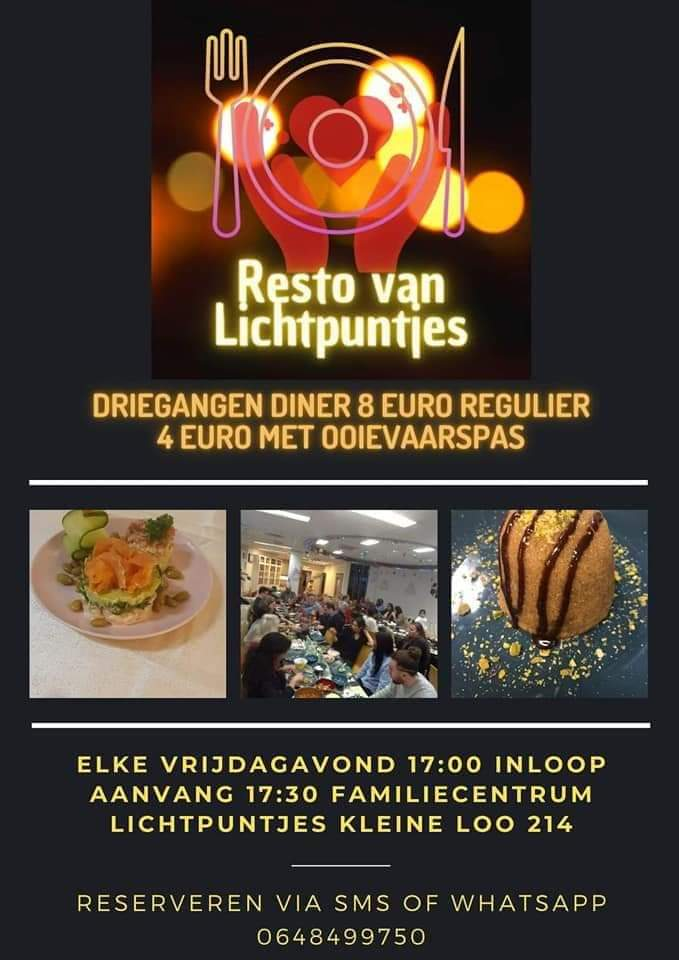 Resto van
Lichtpuntjes
DRIEGANGEN DINER 8 EURO REGULIER
4 EURO MET OOIEVAARSPAS
ELKE VRIJDAGAVOND 17:00 INLOOP
AANVANG 17:30 FAMILIECENTRUM
LICHTPUNTJES KLEINE LOO 214
RESERVEREN VIA SMS OF WHATSAPP
0648499750